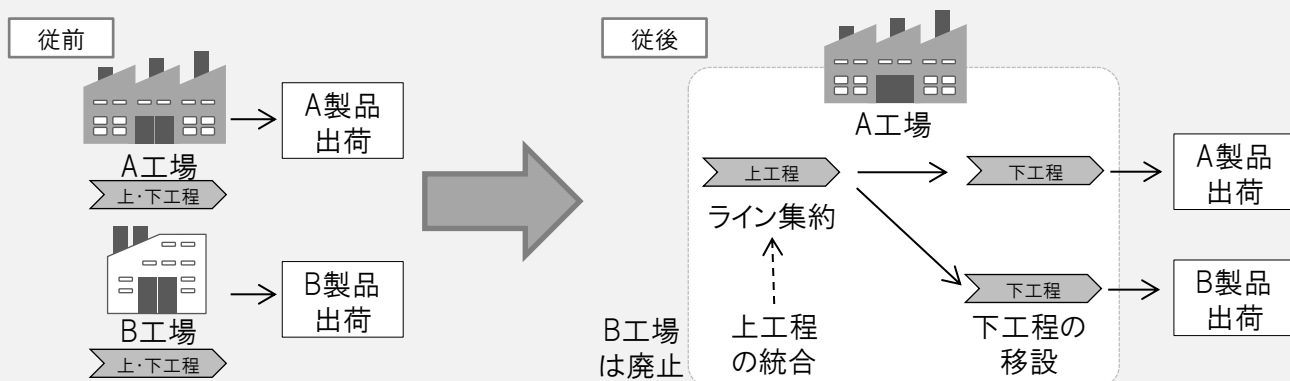 従前
A製品
出荷
A工場
上・下工程
B製品
出荷
B工場
上・下工程
従後
A工場
上工程
ライン集約
下工程
A製品
出荷
下工程
B製品
出荷
B工場
は廃止
上工程
の統合
下工程の
移設